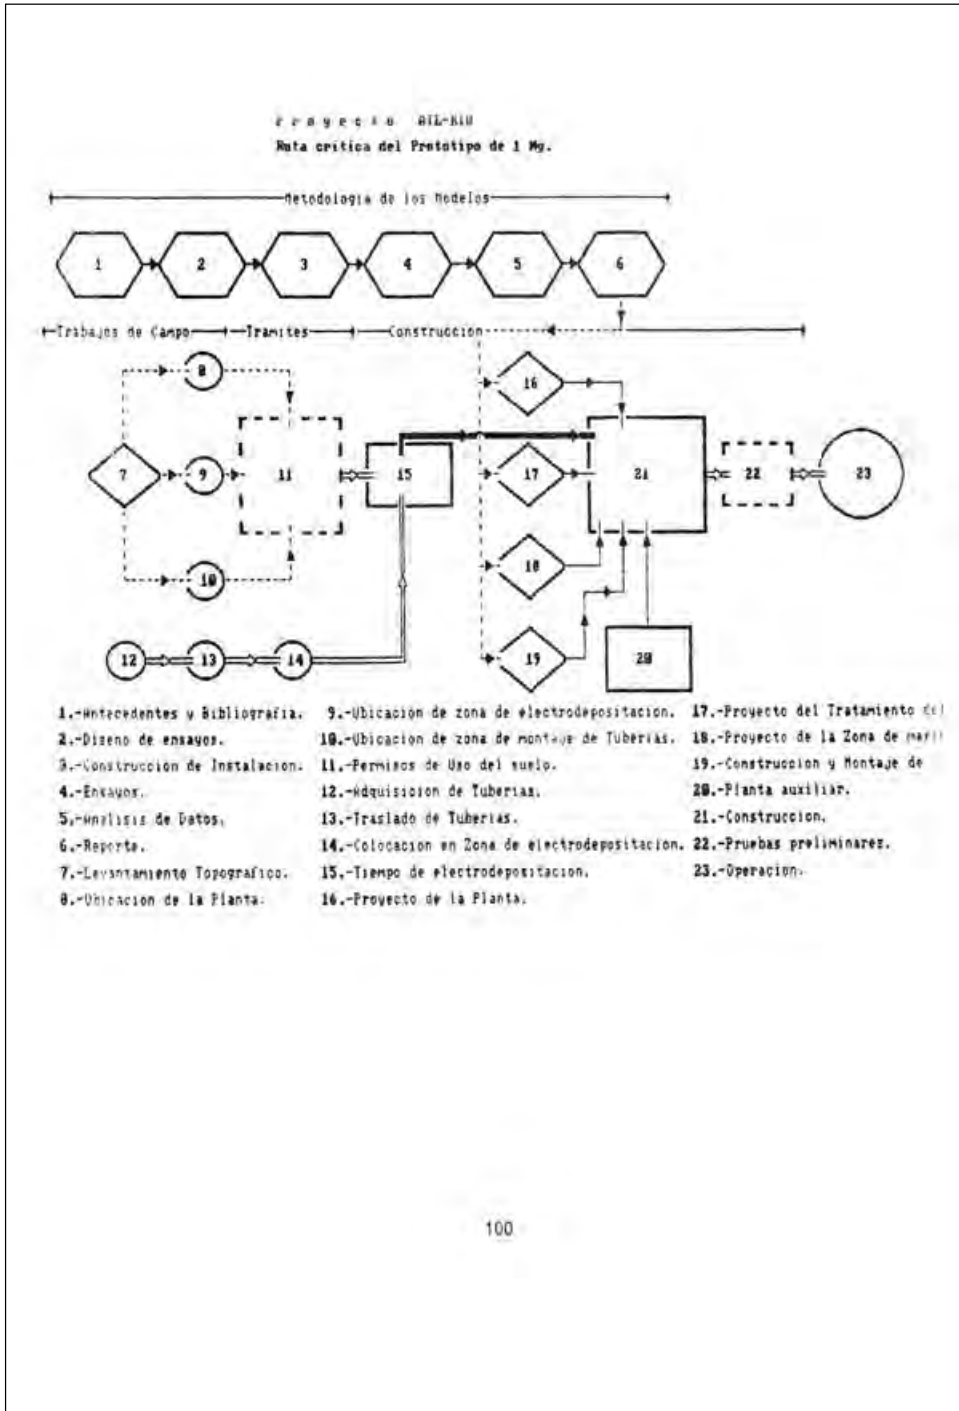 Proyecto
Ruta critica del Prototipo de 1 Mg.
Metodologia de los Modelos
1 2 3 4 5 6
Trabajos de Campo Tramites Construccion
8 16
7 9 11 15 17 21 22 23
10 18
12 13 14 19 20
1.-Antecedentes y Bibliografia.
2.-Diseno de ensayos.
3.-Construccion de Instalacion.
4.-Ensayos.
5.-Analisis de Datos.
6.-Reporte.
7.-Levantamiento Topografico.
8.-Ubicacion de la Planta.
9.-Ubicacion de zona de electrodepositacion.
10.-Ubicacion de zona de montaje de Tuberias.
11.-Permisos de Uso del suelo.
12.-Adquisicion de Tuberias.
13.-Traslado de Tuberias.
14.-Colocacion en Zona de electrodepositacion.
15.-Tiempo de electrodepositacion.
16.-Proyecto de la Planta.
17.-Proyecto del Tratamiento del
18.-Proyecto de la Zona de
19.-Construccion y Montaje de
20.-Planta auxiliar.
21.-Construccion.
22.-Pruebas preliminares.
23.-Operacion.
100